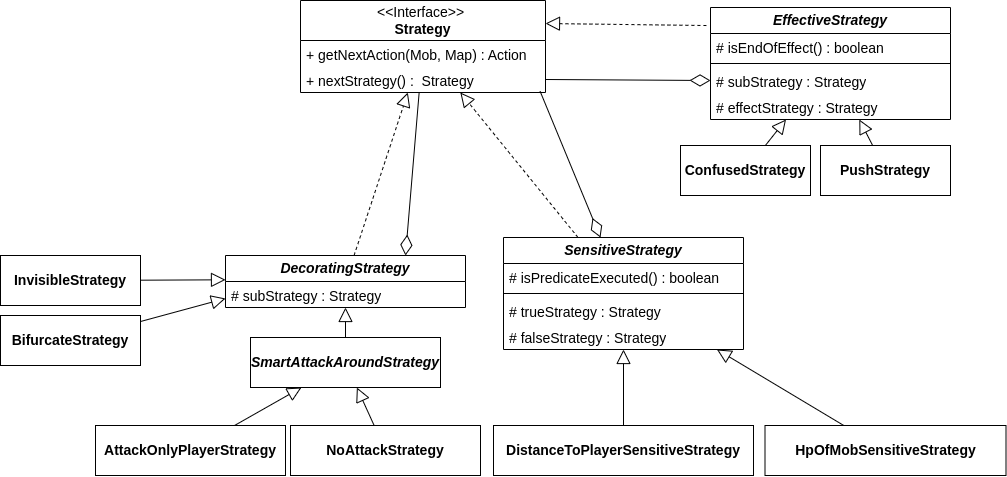 <<Interface>>
Strategy
+ getNextAction(Mob, Map) : Action
+ nextStrategy() : Strategy
EffectiveStrategy
# isEndOfEffect() : boolean
# subStrategy : Strategy
# effectStrategy : Strategy
ConfusedStrategy
PushStrategy
SensitiveStrategy
# isPredicateExecuted() : boolean
# trueStrategy : Strategy
# falseStrategy : Strategy
DecoratingStrategy
# subStrategy : Strategy
InvisibleStrategy
BifurcateStrategy
SmartAttackAroundStrategy
AttackOnlyPlayerStrategy
NoAttackStrategy
DistanceToPlayerSensitiveStrategy
HpOfMobSensitiveStrategy